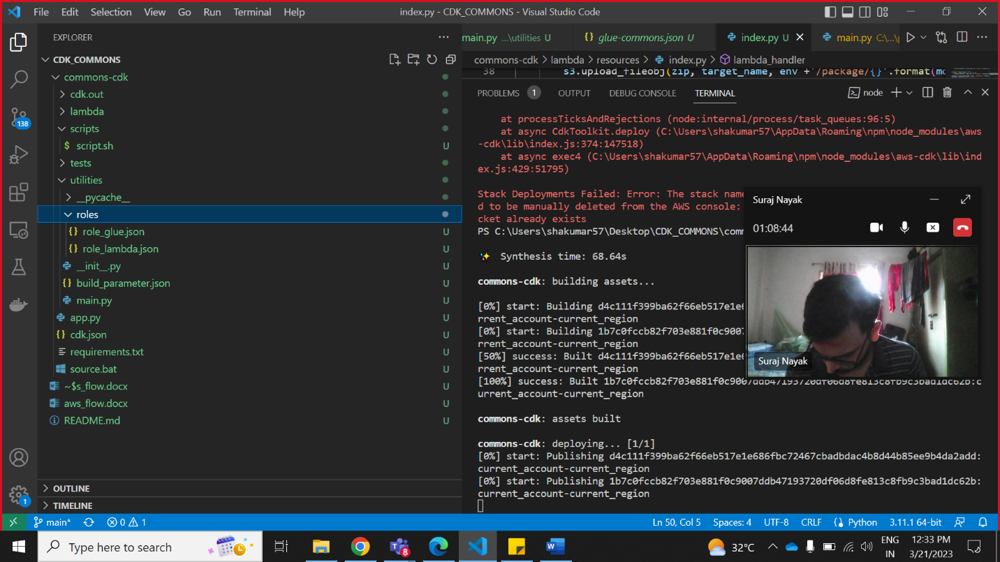 File Edit Selection View Go Run Terminal Help
index.py - CDK_COMMONS - Visual Studio Code
EXPLORER
CDK_COMMONS
commons-cdk
cdk.out
lambda
scripts
$ script.sh U
tests
utilities
__pycache__
roles
{} role_glue.json U
{} role_lambda.json U
__init__.py U
{} build_parameter.json U
main.py U
app.py U
{} cdk.json U
requirements.txt U
source.bat U
~$s_flow.docx U
aws_flow.docx U
README.md U
OUTLINE
TIMELINE
138
1
main.py ...\utilities U
{} glue-commons.json U
index.py U
main.py C:\...\
commons-cdk > lambda > resources > index.py > lambda_handler
38 s3.upload_fileobj(zip, target_name, env +'/package/{}'.format(mo
PROBLEMS 1 OUTPUT DEBUG CONSOLE TERMINAL
node
at processTicksAndRejections (node:internal/process/task_queues:96:5)
at async CdkToolkit.deploy (C:\Users\shakumar57\AppData\Roaming\npm\node_modules\aws
-cdk\lib\index.js:374:147518)
at async exec4 (C:\Users\shakumar57\AppData\Roaming\npm\node_modules\aws-cdk\lib\ind
ex.js:429:51795)
Stack Deployments Failed: Error: The stack name
d to be manually deleted from the AWS console:
cket already exists
PS C:\Users\shakumar57\Desktop\CDK_COMMONS\com
✨ Synthesis time: 68.64s
commons-cdk: building assets...
[0%] start: Building d4c111f399ba62f66eb517e1e6
rrent_account-current_region
[0%] start: Building 1b7c0fccb82f703e881f0c9007
rrent_account-current_region
[50%] success: Built d4c111f399ba62f66eb517e1e6
rrent_account-current_region
[100%] success: Built 1b7c0fccb82f703e881f0c9007ddb47193720df06d8fe813c8fb9c3bad1dc62b:c
urrent_account-current_region
commons-cdk: assets built
commons-cdk: deploying... [1/1]
[0%] start: Publishing d4c111f399ba62f66eb517e1e686fbc72467cbadbdac4b8d44b85ee9b4da2add:
current_account-current_region
[0%] start: Publishing 1b7c0fccb82f703e881f0c9007ddb47193720df06d8fe813c8fb9c3bad1dc62b:
current_account-current_region
Suraj Nayak
01:08:44
Suraj Nayak
main* 0 1
Ln 50, Col 5 Spaces: 4 UTF-8 CRLF {} Python 3.11.1 64-bit
Type here to search
8
32°C
ENG
IN
12:33 PM
3/21/2023